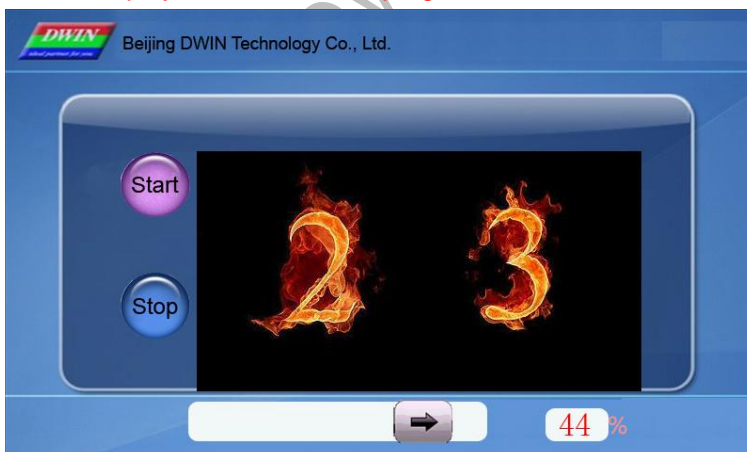 DWIN
Beijing DWIN Technology Co., Ltd.
Start
2 3
Stop
44 %